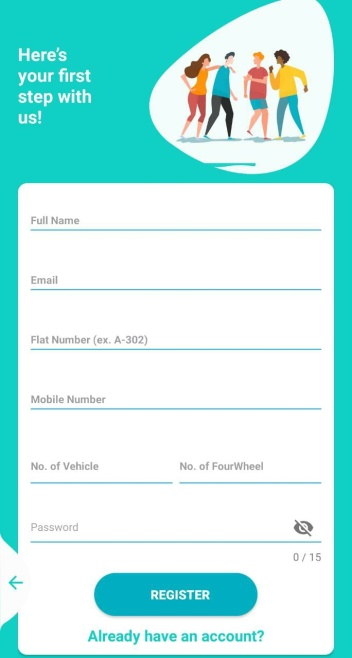 Here's
your first
step with
us!
Full Name
Email
Flat Number (ex. A-302)
Mobile Number
No. of Vehicle No. of FourWheel
Password
0 / 15
REGISTER
Already have an account?